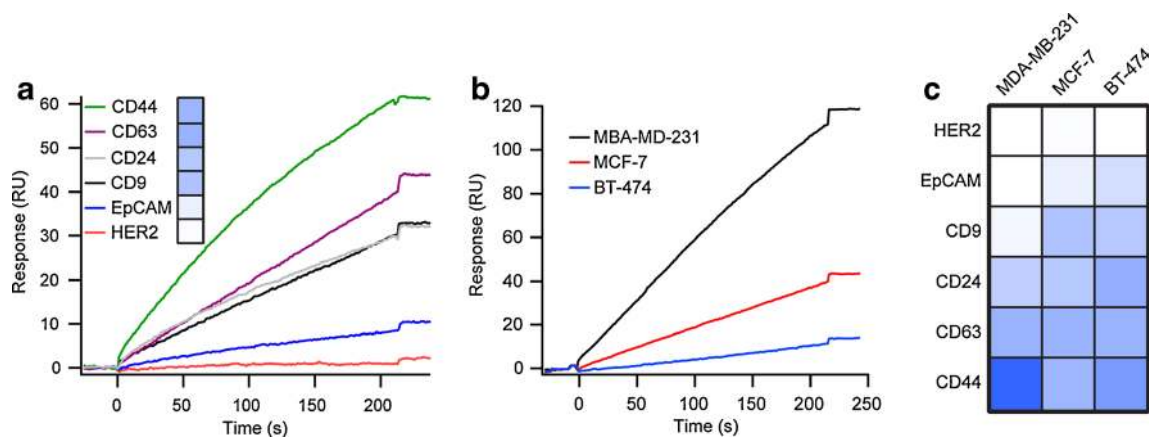 a
Response (RU)
60
50
40
30
20
10
0
CD44
CD63
CD24
CD9
EpCAM
HER2
0 50 100 150 200
Time (s)
b
Response (RU)
120
100
80
60
40
20
0
MBA-MD-231
MCF-7
BT-474
0 50 100 150 200 250
Time (s)
c
MDA-MB-231
MCF-7
BT-474
HER2
EpCAM
CD9
CD24
CD63
CD44